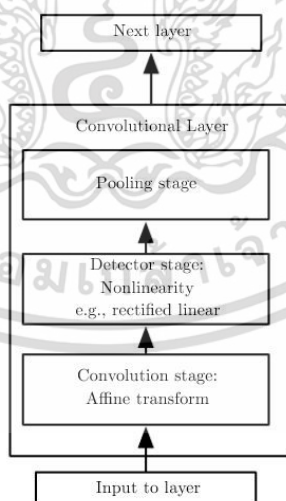 Next layer
Convolutional Layer
Pooling stage
Detector stage:
Nonlinearity
e.g., rectified linear
Convolution stage:
Affine transform
Input to layer